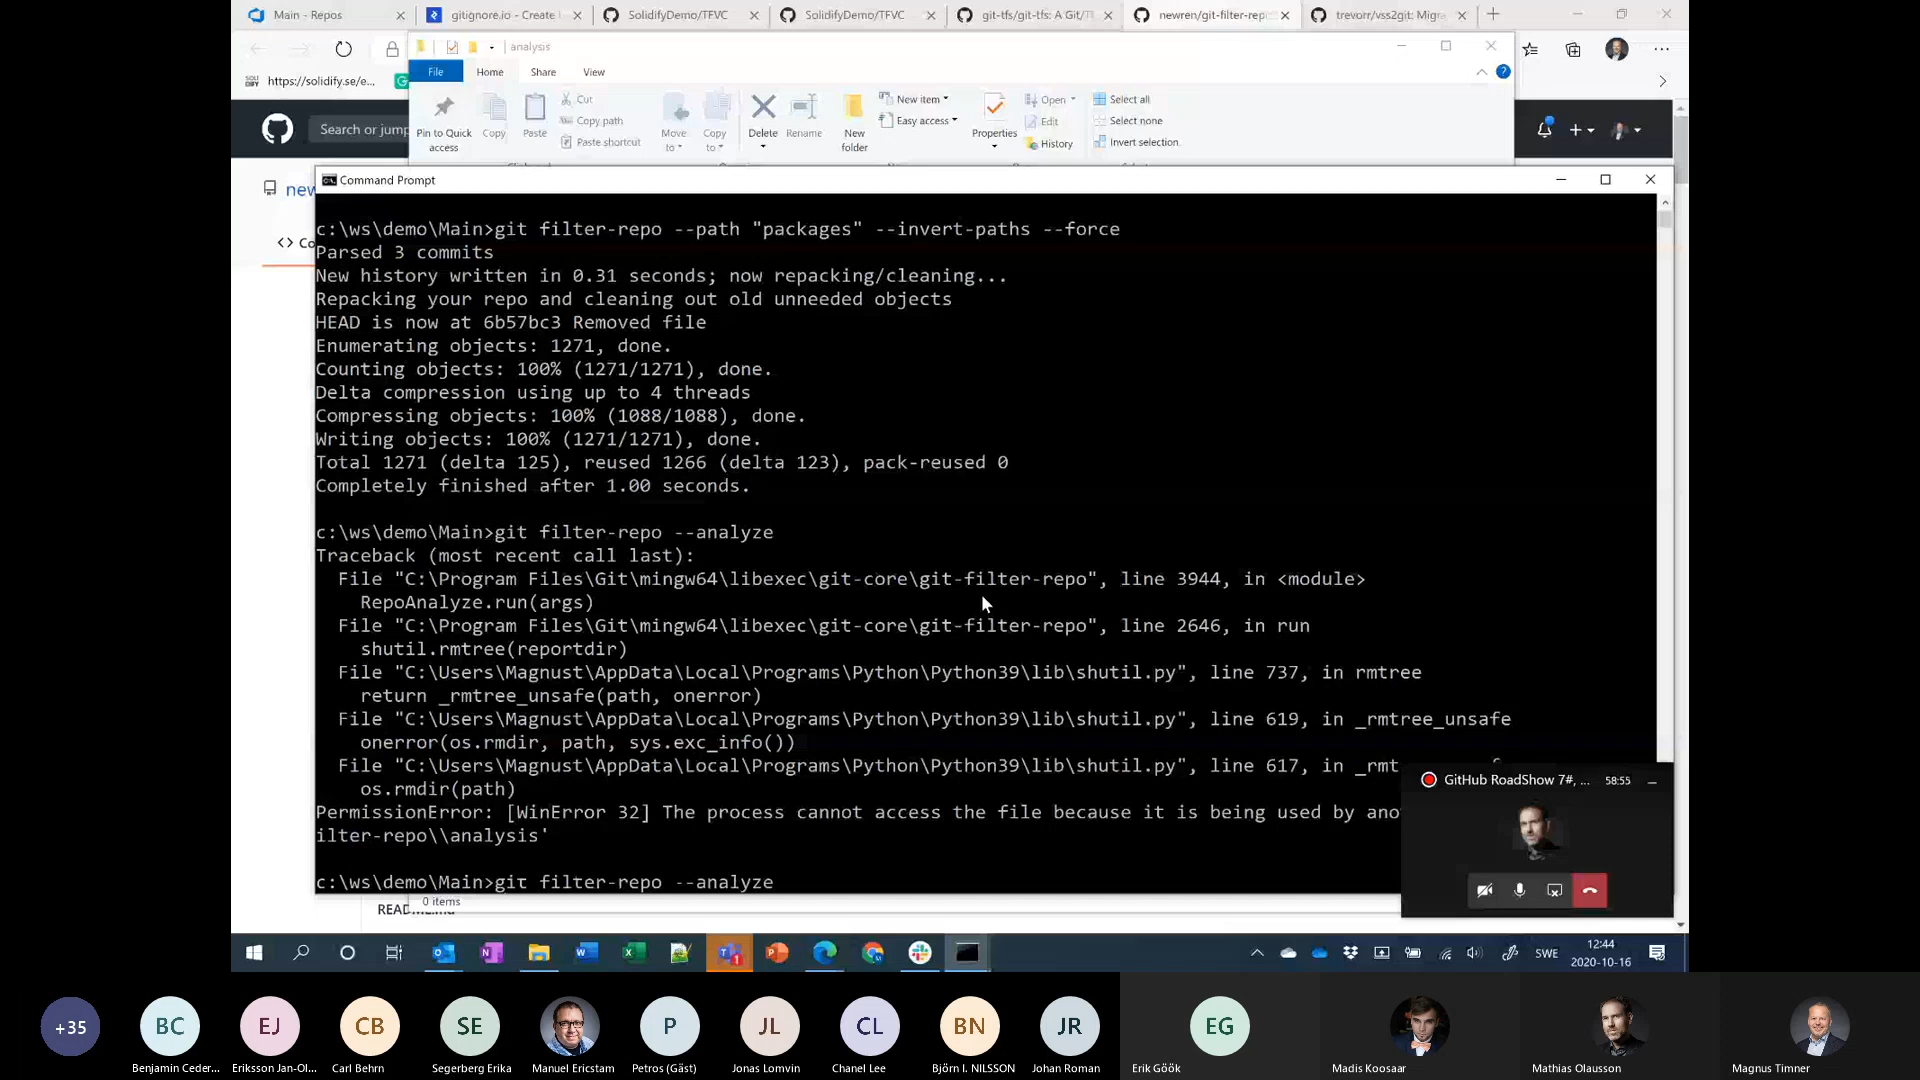 Main - Repos
gitignore.io - Create
SolidifyDemo/TFVC
SolidifyDemo/TFVC
git-tfs/git-tfs: A Git/T
newren/git-filter-rep
trevorr/vss2git: Migr
analysis
https://solidify.se/e...
File
Home
Share
View
Search or jump
Pin to Quick access
Copy
Paste
Cut
Copy path
Paste shortcut
Move to
Copy to
Delete
Rename
New folder
New item
Easy access
Properties
Open
Edit
History
Select all
Select none
Invert selection
new
<> Co
Command Prompt
c:\ws\demo\Main>git filter-repo --path "packages" --invert-paths --force
Parsed 3 commits
New history written in 0.31 seconds; now repacking/cleaning...
Repacking your repo and cleaning out old unneeded objects
HEAD is now at 6b57bc3 Removed file
Enumerating objects: 1271, done.
Counting objects: 100% (1271/1271), done.
Delta compression using up to 4 threads
Compressing objects: 100% (1088/1088), done.
Writing objects: 100% (1271/1271), done.
Total 1271 (delta 125), reused 1266 (delta 123), pack-reused 0
Completely finished after 1.00 seconds.
c:\ws\demo\Main>git filter-repo --analyze
Traceback (most recent call last):
File "C:\Program Files\Git\mingw64\libexec\git-core\git-filter-repo", line 3944, in <module>
RepoAnalyze.run(args)
File "C:\Program Files\Git\mingw64\libexec\git-core\git-filter-repo", line 2646, in run
shutil.rmtree(reportdir)
File "C:\Users\Magnust\AppData\Local\Programs\Python\Python39\lib\shutil.py", line 737, in rmtree
return _rmtree_unsafe(path, onerror)
File "C:\Users\Magnust\AppData\Local\Programs\Python\Python39\lib\shutil.py", line 619, in _rmtree_unsafe
onerror(os.rmdir, path, sys.exc_info())
File "C:\Users\Magnust\AppData\Local\Programs\Python\Python39\lib\shutil.py", line 617, in _rmt
os.rmdir(path)
PermissionError: [WinError 32] The process cannot access the file because it is being used by ano
ilter-repo\\analysis'
c:\ws\demo\Main>git filter-repo --analyze
GitHub RoadShow 7#, ...
58:55
0 items
README.md
SWE
12:44
2020-10-16
+35
BC
EJ
CB
SE
P
JL
CL
BN
JR
EG
Benjamin Ceder...
Eriksson Jan-Ol...
Carl Behrn
Segerberg Erika
Manuel Ericstam
Petros (Gäst)
Jonas Lomvin
Chanel Lee
Björn I. NILSSON
Johan Roman
Erik Göök
Madis Koosaar
Mathias Olausson
Magnus Timner